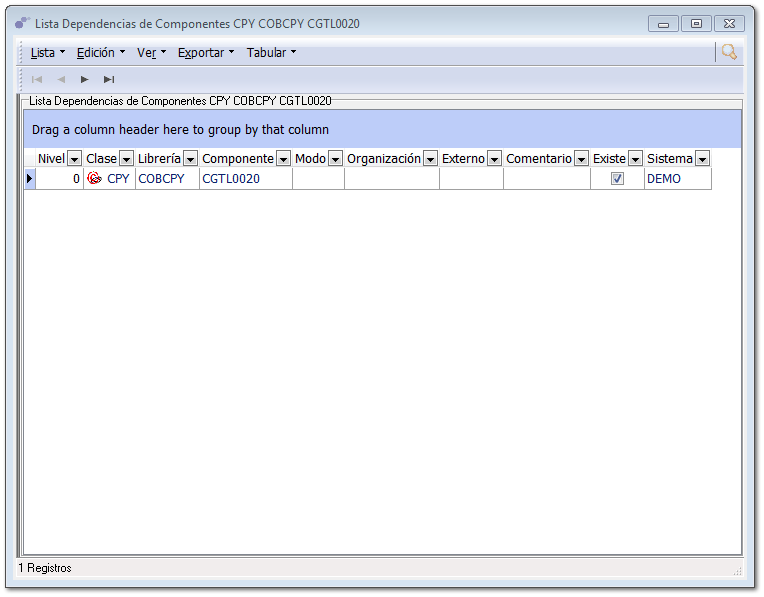 Lista Dependencias de Componentes CPY COBCPY CGTL0020
Lista Edición Ver Exportar Tabular
Lista Dependencias de Componentes CPY COBCPY CGTL0020
Drag a column header here to group by that column
Nivel Clase Librería Componente Modo Organización Externo Comentario Existe Sistema
0 CPY COBCPY CGTL0020 DEMO
1 Registros